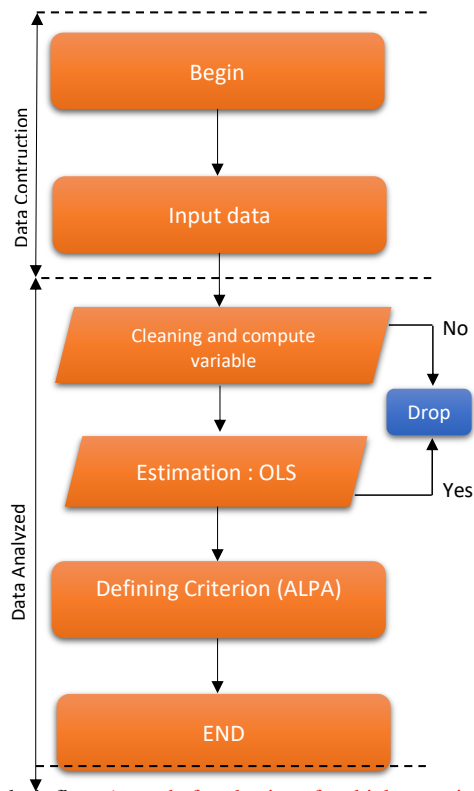 Data Contruction
Begin
Input data
Data Analyzed
Cleaning and compute
variable
No
Drop
Estimation : OLS
Yes
Defining Criterion (ALPA)
END